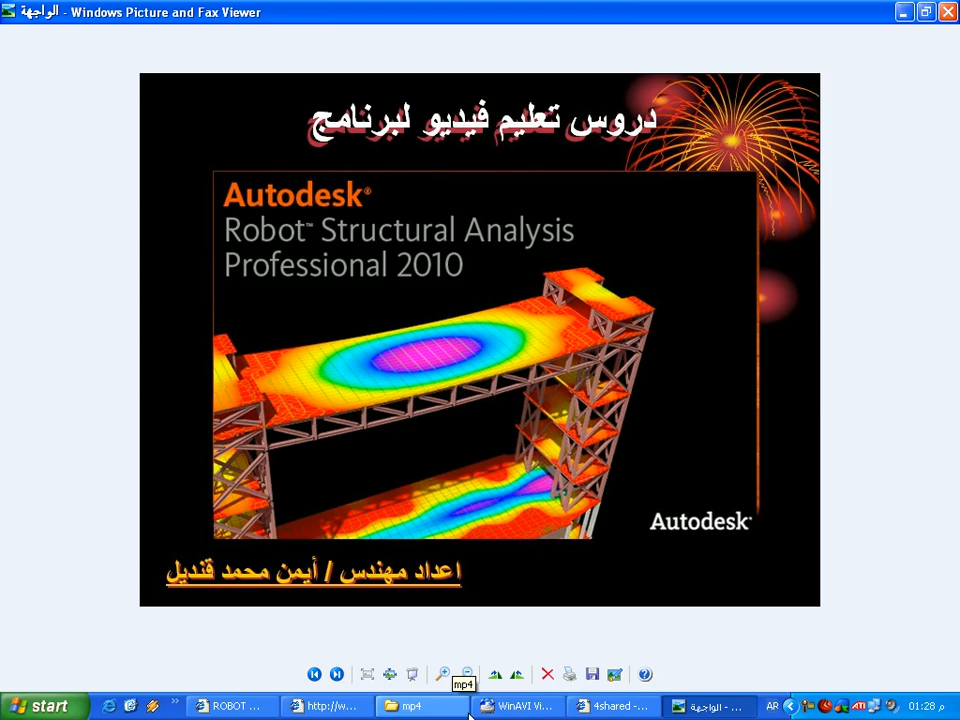 الواجهة - Windows Picture and Fax Viewer
دروس تعليم فيديو لبرنامج
Autodesk®
Robot™ Structural Analysis
Professional 2010
Autodesk®
اعداد مهندس / أيمن محمد قنديل
mp4
start
ROBOT ...
http://w...
mp4
WinAVI Vi...
4shared -...
الواجهة - ...
AR
ATI
01:28 م